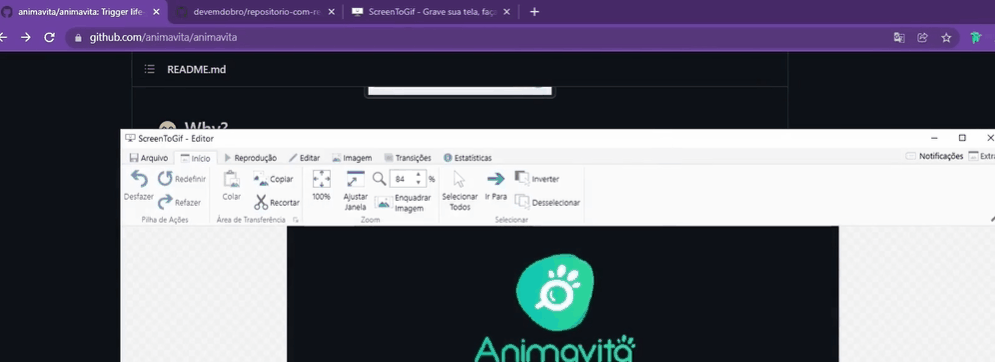 animavita/animavita: Trigger life-
devemdobro/repositorio-com-re
ScreenToGif - Grave sua tela, faça
github.com/animavita/animavita
README.md
Why?
ScreenToGif - Editor
Arquivo Início Reprodução Editar Imagem Transições Estatísticas Notificações Extra
Desfazer Redefinir Refazer
Pilha de Ações
Colar Copiar Recortar
Área de Transferência
100% Ajustar Janela 84 % Enquadrar Imagem
Zoom
Selecionar Todos Ir Para Inverter Desselecionar
Selecionar
Animavita